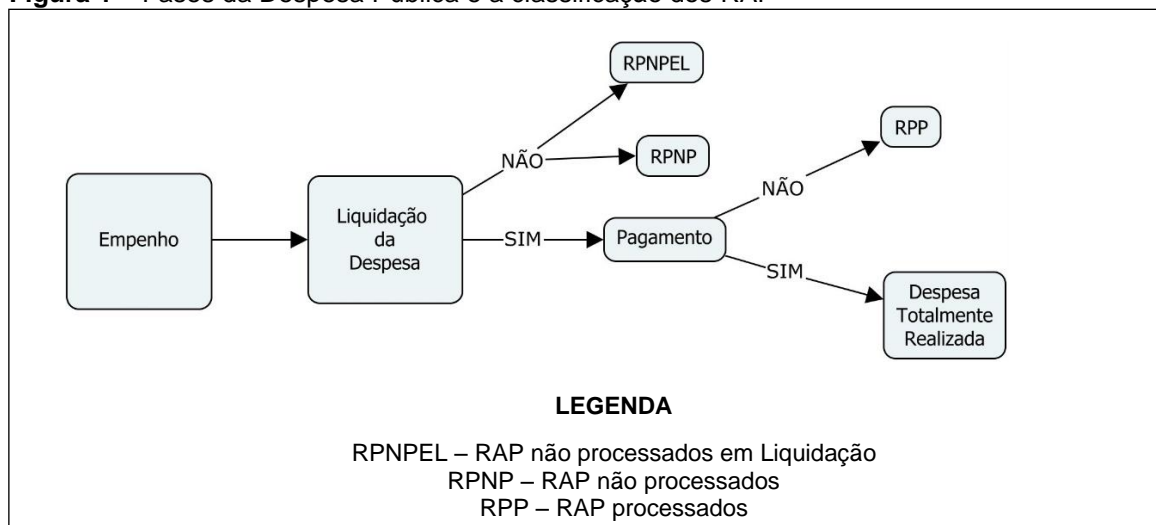 RPNPEL
RPP
NÃO
RPNP
NÃO
Empenho
Liquidação
da
Despesa
SIM
Pagamento
SIM
Despesa
Totalmente
Realizada
LEGENDA
RPNPEL – RAP não processados em Liquidação
RPNP – RAP não processados
RPP – RAP processados